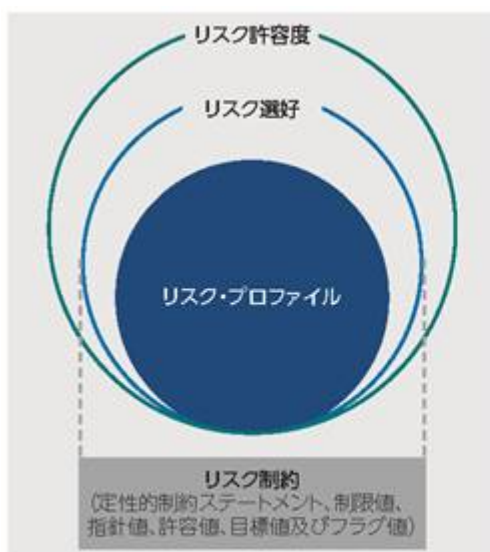 リスク許容度
リスク選好
リスク・プロファイル
リスク制約
(定性的制約ステートメント、制限値、
指針値、許容値、目標値及びフラグ値)